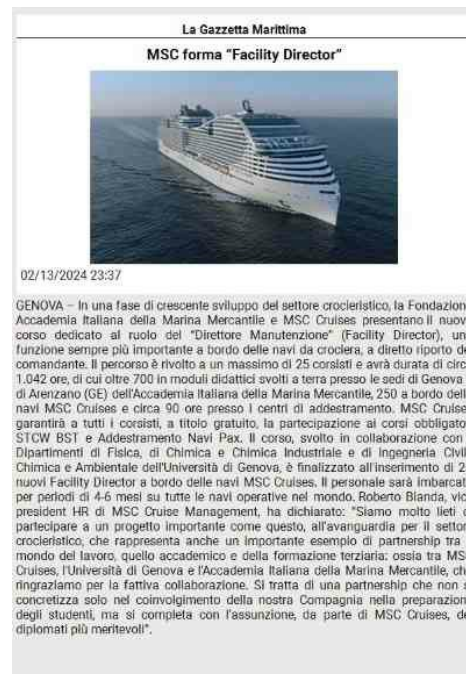 La Gazzetta Marittima
MSC forma “Facility Director”
02/13/2024 23:37
GENOVA – In una fase di crescente sviluppo del settore crocieristico, la Fondazion
Accademia Italiana della Marina Mercantile e MSC Cruises presentano il nuov
corso dedicato al ruolo del “Direttore Manutenzione” (Facility Director), un
funzione sempre più importante a bordo delle navi da crociera, a diretto riporto de
comandante. Il percorso è rivolto a un massimo di 25 corsisti e avrà durata di circ
1.042 ore, di cui oltre 700 in moduli didattici svolti a terra presso le sedi di Genova
di Arenzano (GE) dell'Accademia Italiana della Marina Mercantile, 250 a bordo dell
navi MSC Cruises e circa 90 ore presso i centri di addestramento. MSC Cruise
garantirà a tutti i corsisti, a titolo gratuito, la partecipazione ai corsi obbligato
STCW BST e Addestramento Navi Pax. Il corso, svolto in collaborazione con
Dipartimenti di Fisica, di Chimica e Chimica Industriale e di Ingegneria Civil
Chimica e Ambientale dell'Università di Genova, è finalizzato all'inserimento di 2
nuovi Facility Director a bordo delle navi MSC Cruises. Il personale sarà imbarcat
per periodi di 4-6 mesi su tutte le navi operative nel mondo. Roberto Bianda, vic
president HR di MSC Cruise Management, ha dichiarato: “Siamo molto lieti d
partecipare a un progetto importante come questo, all'avanguardia per il settor
crocieristico, che rappresenta anche un importante esempio di partnership tra
mondo del lavoro, quello accademico e della formazione terziaria: ossia tra MS
Cruises, l'Università di Genova e l'Accademia Italiana della Marina Mercantile, ch
ringraziamo per la fattiva collaborazione. Si tratta di una partnership che non s
concretizza solo nel coinvolgimento della nostra Compagnia nella preparazion
degli studenti, ma si completa con l'assunzione, da parte di MSC Cruises, de
diplomati più meritevoli”.